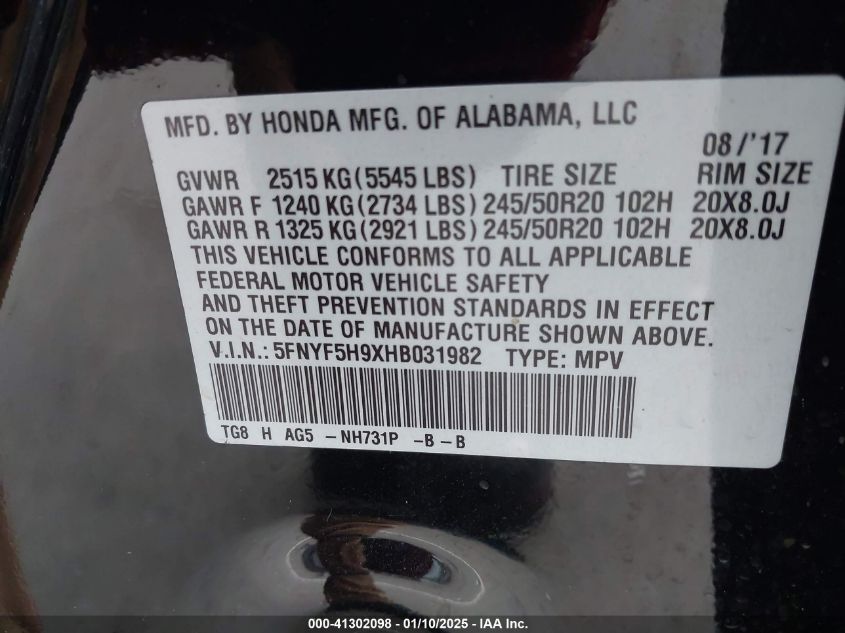 MFD. BY HONDA MFG. OF ALABAMA, LLC
08/'17
GVWR 2515 KG(5545 LBS) TIRE SIZE RIM SIZE
GAWR F 1240 KG(2734 LBS) 245/50R20 102H 20X8.0J
GAWR R 1325 KG(2921 LBS) 245/50R20 102H 20X8.0J
THIS VEHICLE CONFORMS TO ALL APPLICABLE
FEDERAL MOTOR VEHICLE SAFETY
AND THEFT PREVENTION STANDARDS IN EFFECT
ON THE DATE OF MANUFACTURE SHOWN ABOVE.
V.I.N.: 5FNYF5H9XHB031982 TYPE: MPV
TG8 H AG5 -NH731P -B-B
000-41302098 - 01/10/2025 - IAA Inc.